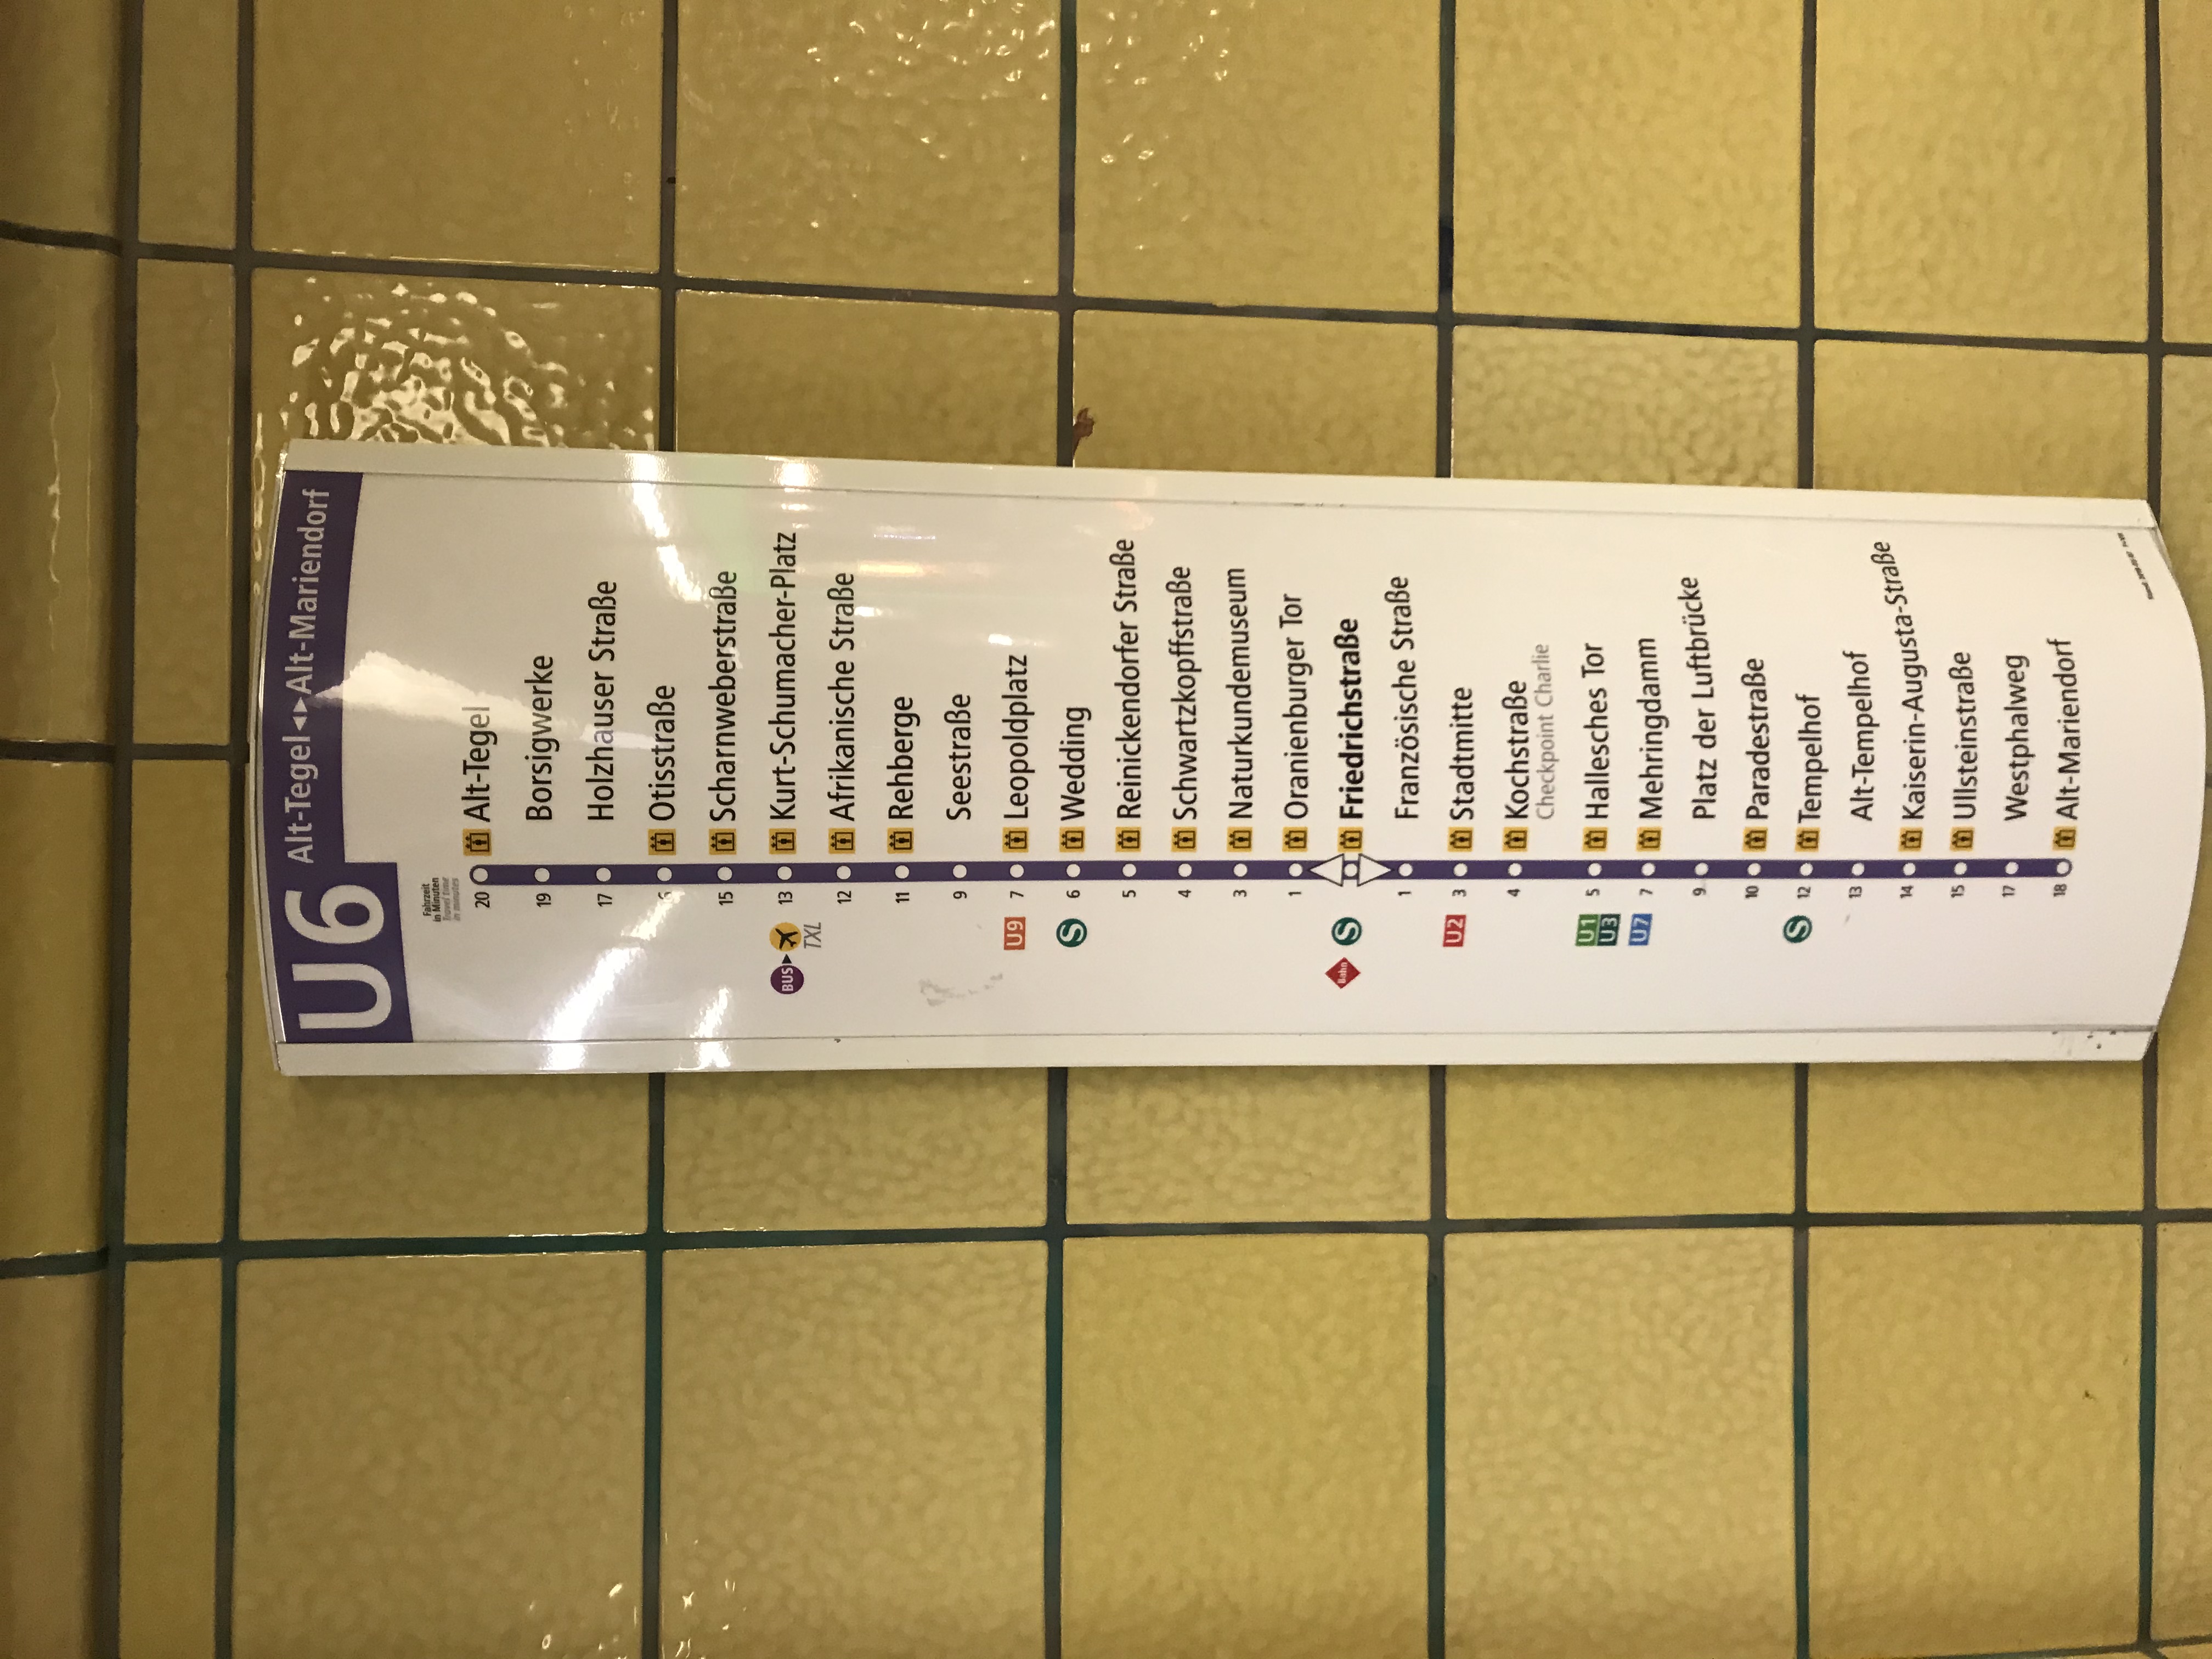 U6 Alt-Tegel ◂▸ Alt-Mariendorf
Fahrzeit
in Minuten
Travel time
in minutes
20 Alt-Tegel
19 Borsigwerke
17 Holzhauser Straße
Otisstraße
15 Scharnweberstraße
BUS ▸ 13 Kurt-Schumacher-Platz
TXL
12 Afrikanische Straße
11 Rehberge
9 Seestraße
U9 7 Leopoldplatz
S 6 Wedding
5 Reinickendorfer Straße
4 Schwartzkopffstraße
3 Naturkundemuseum
1 Oranienburger Tor
Bahn S Friedrichstraße
1 Französische Straße
U2 3 Stadtmitte
4 Kochstraße
Checkpoint Charlie
U1 5 Hallesches Tor
U3
U7 7 Mehringdamm
9 Platz der Luftbrücke
10 Paradestraße
S 12 Tempelhof
13 Alt-Tempelhof
14 Kaiserin-Augusta-Straße
15 Ullsteinstraße
17 Westphalweg
18 Alt-Mariendorf